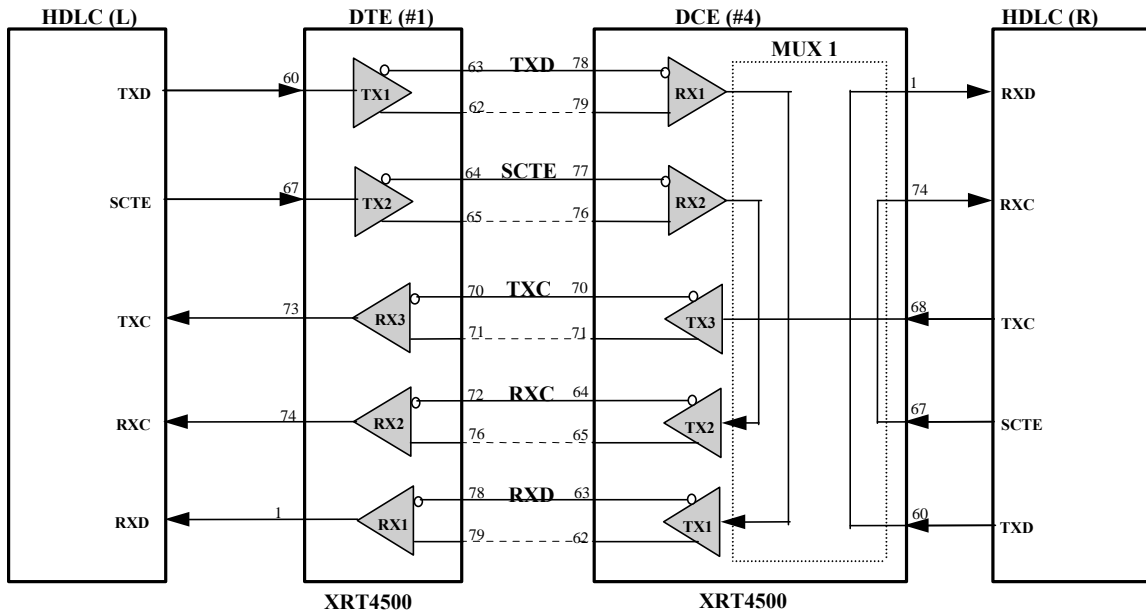 HDLC (L) DTE (#1) DCE (#4) HDLC (R)
MUX 1
TXD 60 TX1 63 TXD 78 RX1 1 RXD
62 79
SCTE 67 TX2 64 SCTE 77 RX2 74 RXC
65 76
TXC 73 RX3 70 TXC 70 TX3 68 TXC
71 71
RXC 74 RX2 72 RXC 64 TX2 67 SCTE
76 65
RXD 1 RX1 78 RXD 63 TX1 60 TXD
79 62
XRT4500 XRT4500